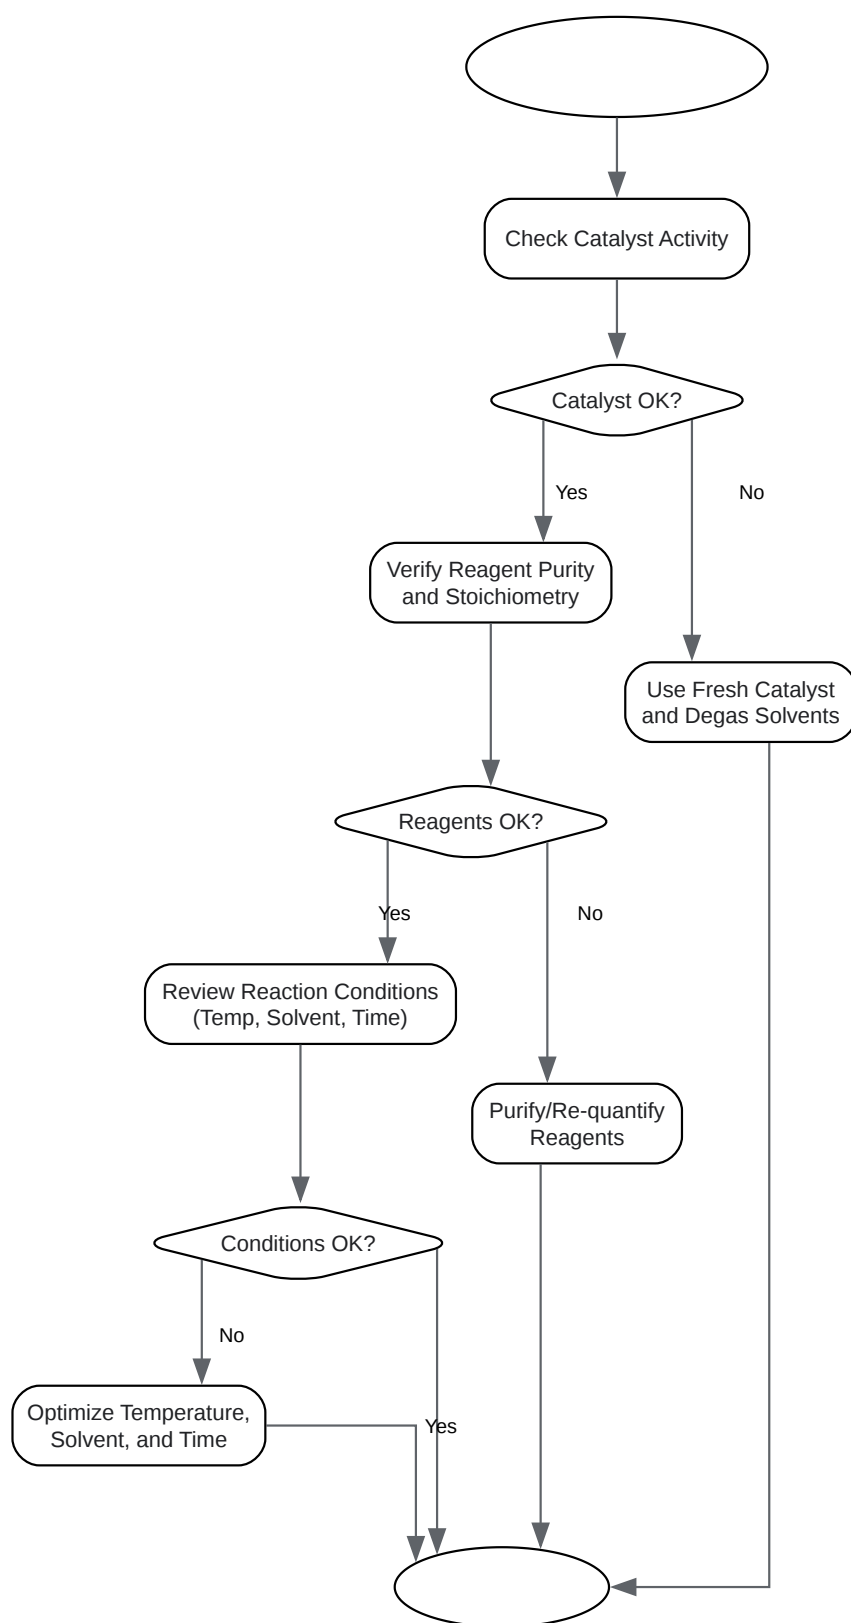 Check Catalyst Activity
Catalyst OK?
Yes
No
Verify Reagent Purity
and Stoichiometry
Use Fresh Catalyst
and Degas Solvents
Reagents OK?
Yes
No
Review Reaction Conditions
(Temp, Solvent, Time)
Purify/Re-quantify
Reagents
Conditions OK?
No
Optimize Temperature,
Solvent, and Time
Yes